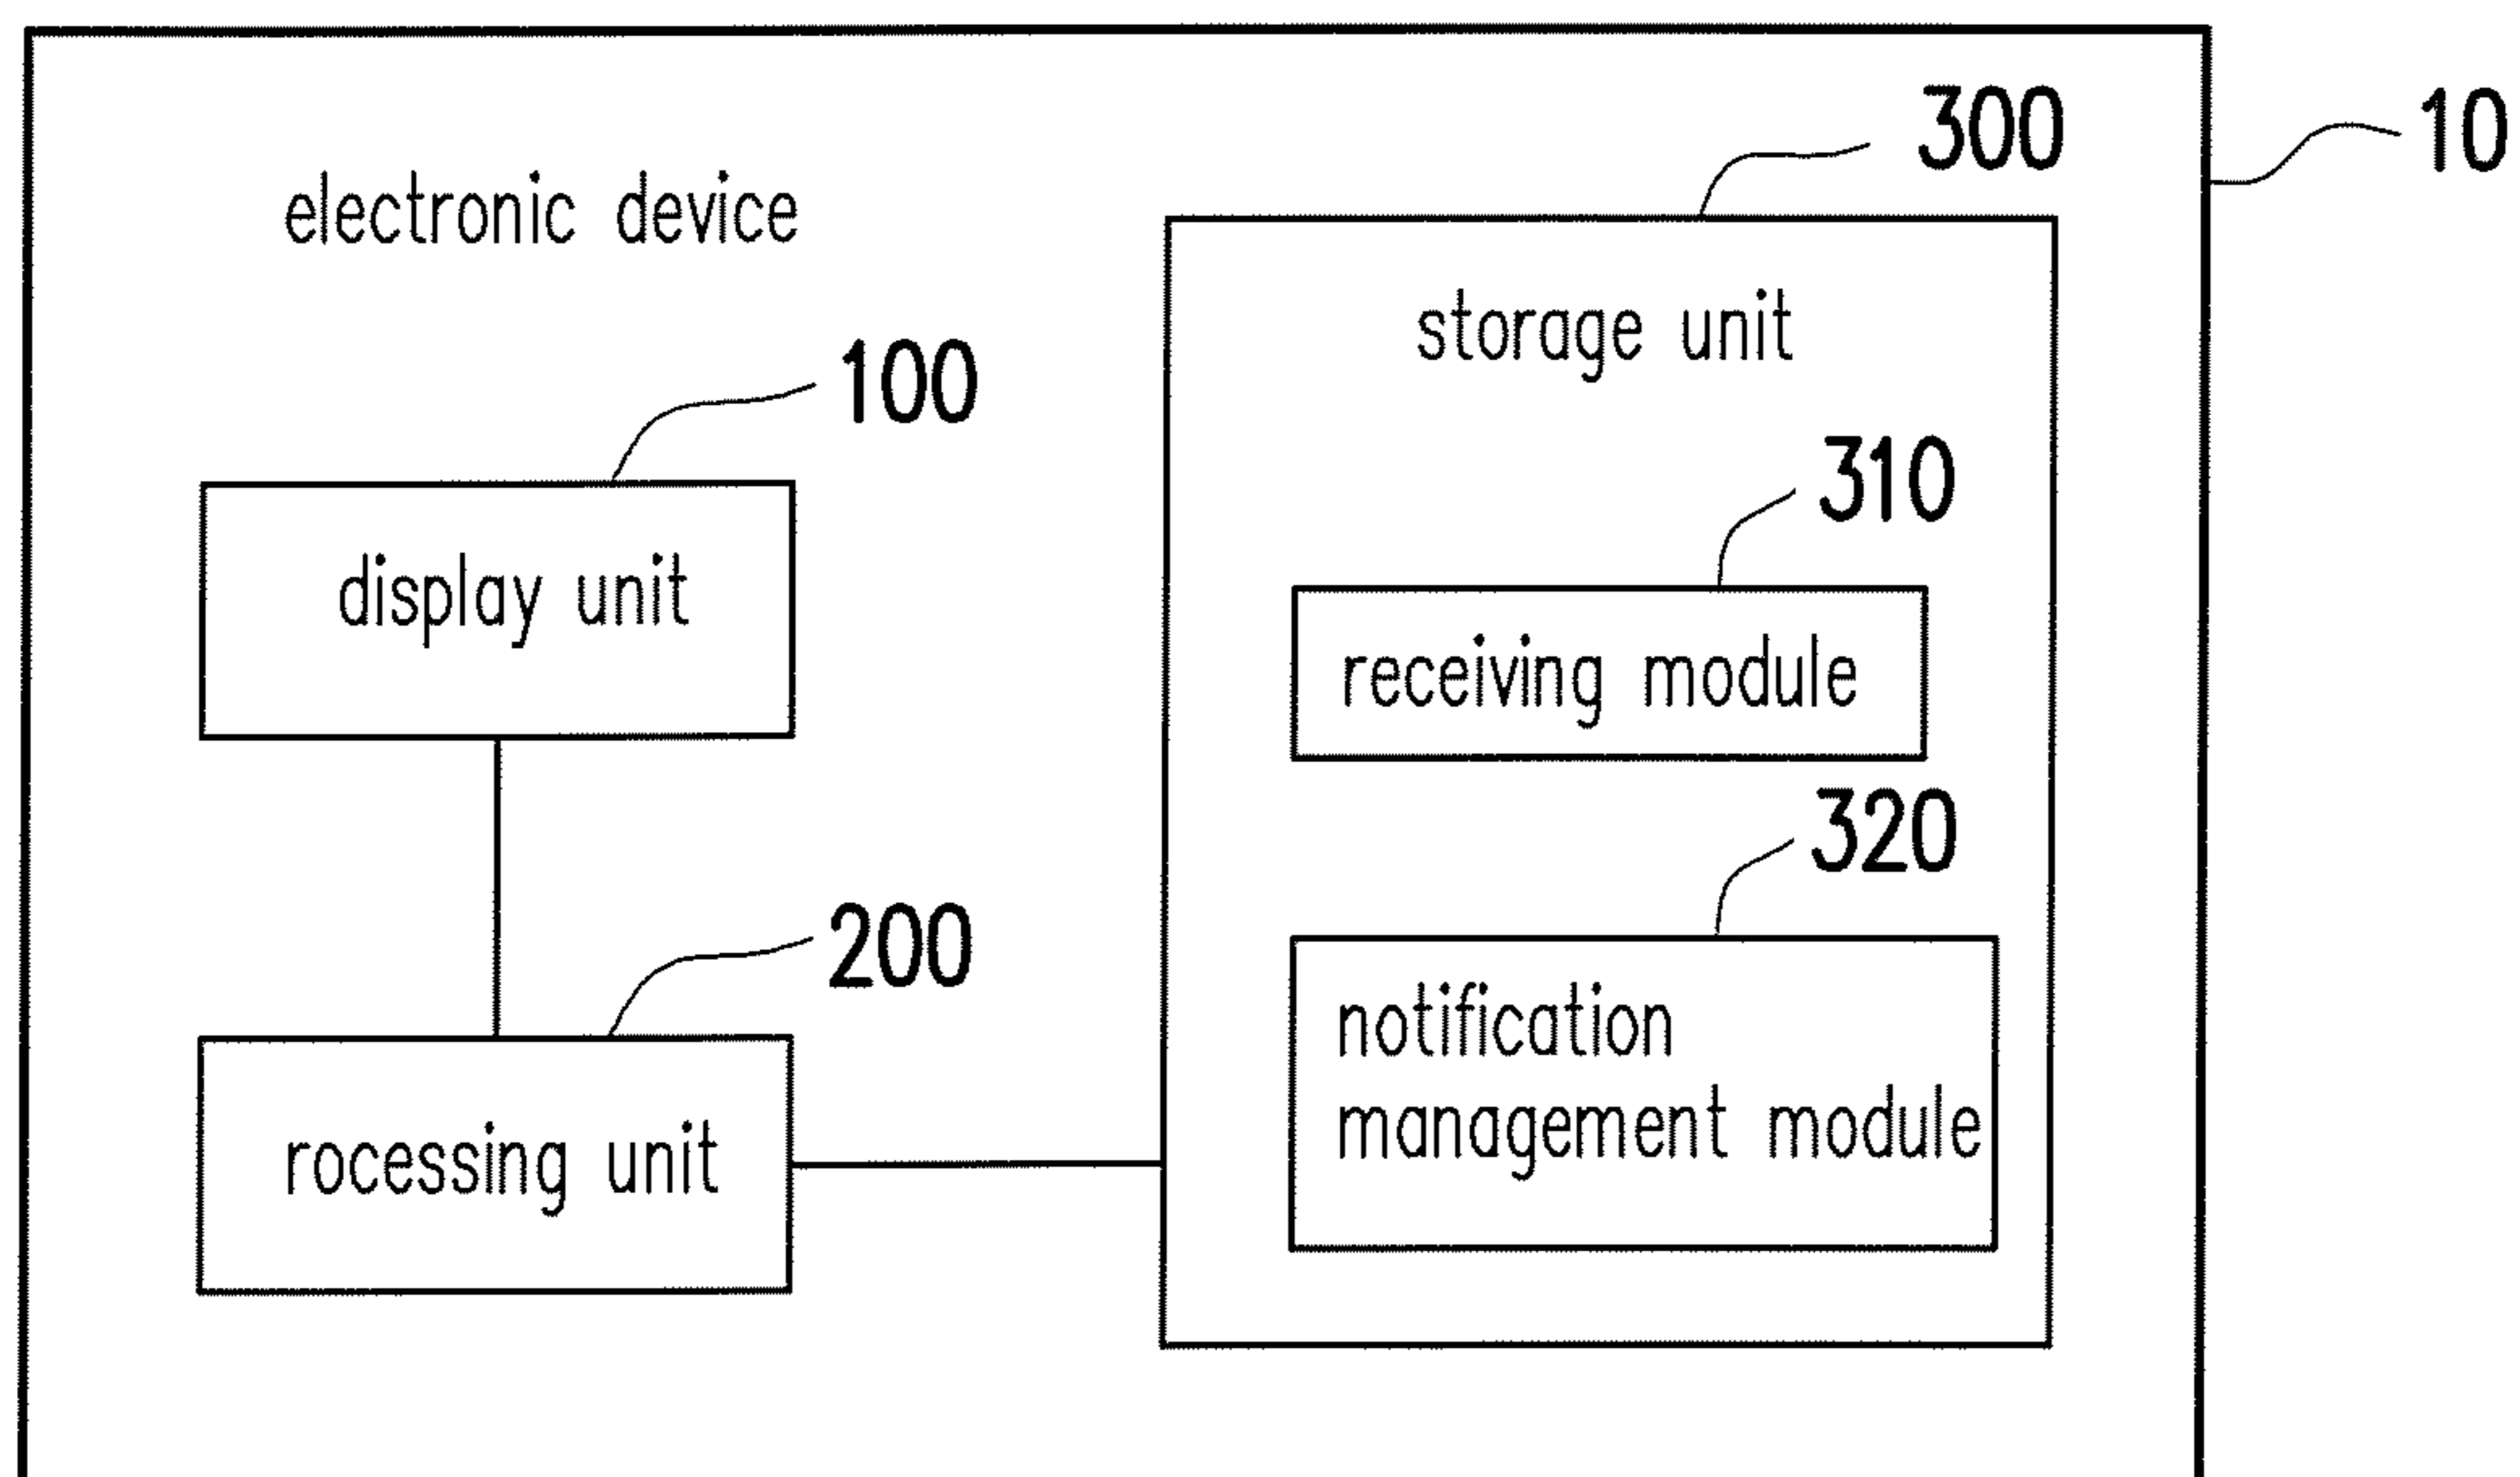 10
300
electronic device
storage unit
100
310
display unit
receiving module
320
200
notification
management module
rocessing unit